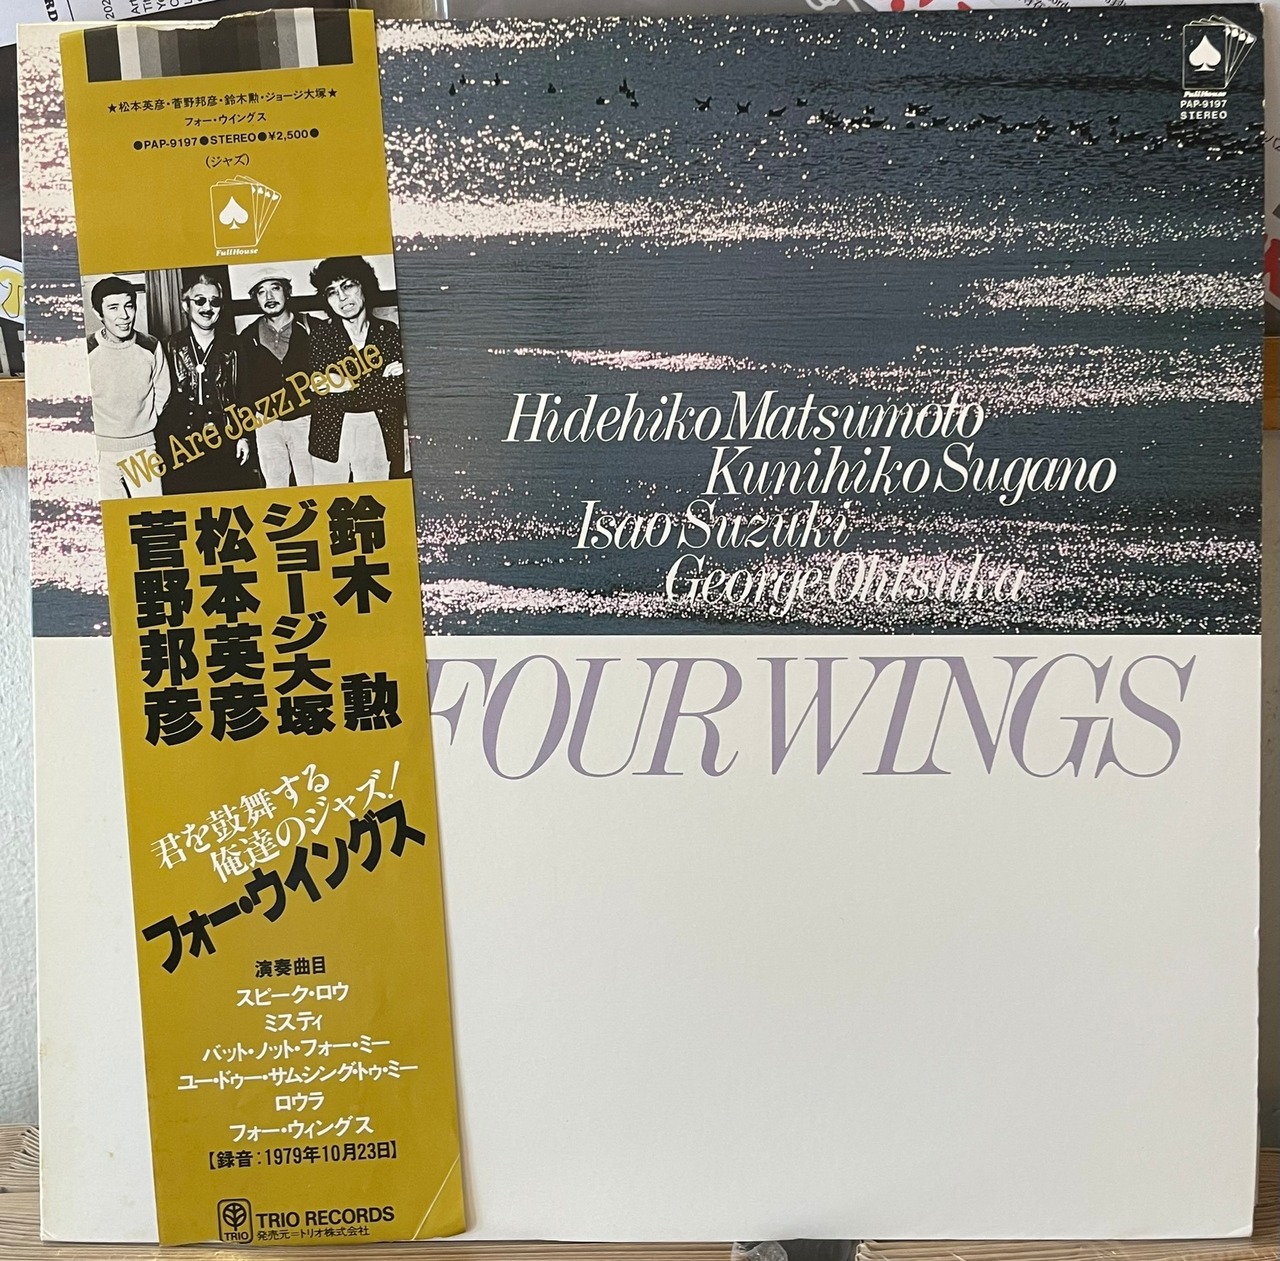 ★松本英彦・菅野邦彦・鈴木勲・ジョージ大塚★
フォー・ウイングス
●PAP-9197●STEREO●¥2,500●
(ジャズ)
FullHouse
We Are Jazz People
鈴木 勲
ジョージ大塚
松本英彦
菅野邦彦
君を鼓舞する
俺達のジャズ!
フォー・ウイングス
演奏曲目
スピーク・ロウ
ミスティ
バット・ノット・フォー・ミー
ユー・ドゥー・サムシング・トゥ・ミー
ロウラ
フォー・ウィングス
【録音:1979年10月23日】
TRIO
TRIO RECORDS
発売元=トリオ株式会社
FullHouse
PAP-9197
STEREO
Hidehiko Matsumoto
Kunihiko Sugano
Isao Suzuki
George Ohtsuka
FOUR WINGS